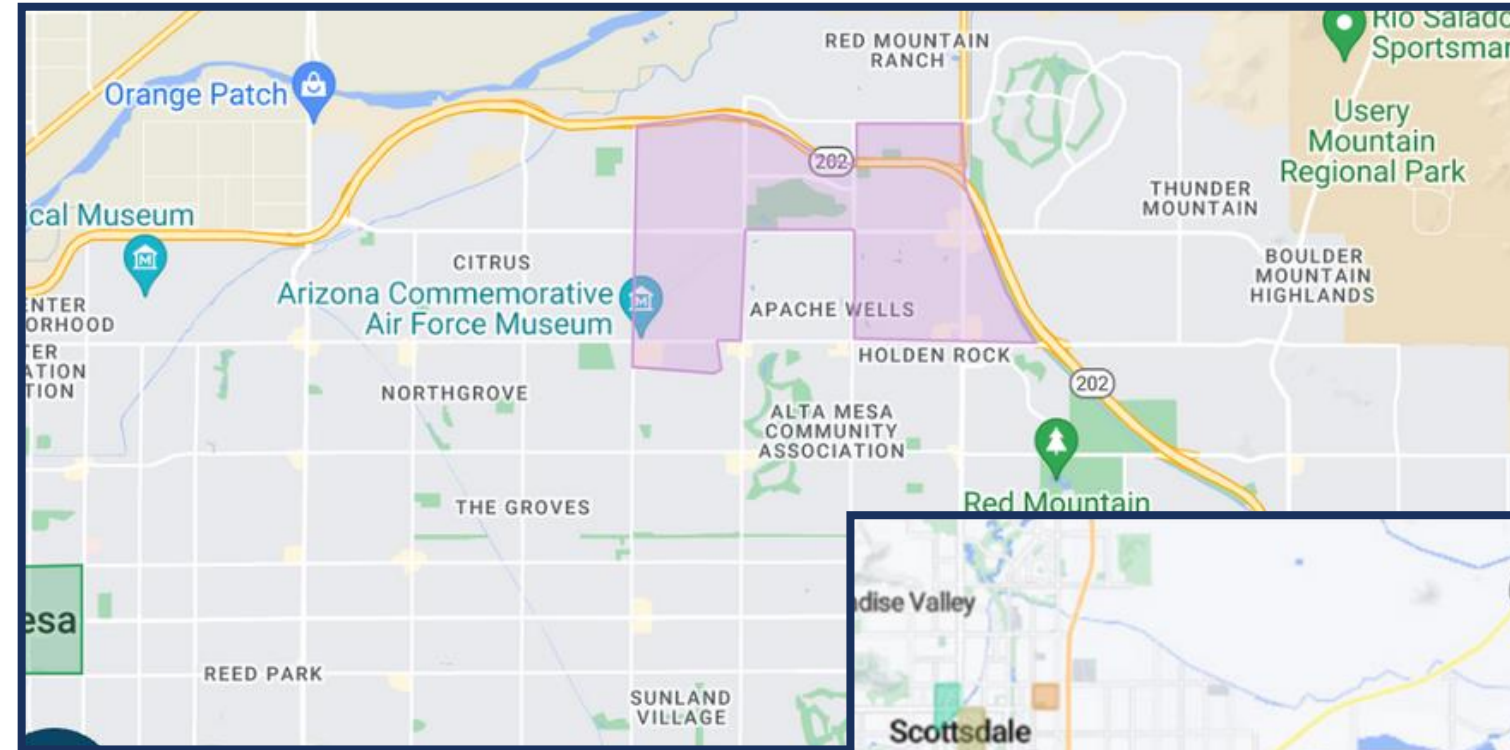 Rio Salado
Sportsman
RED MOUNTAIN
RANCH
Orange Patch
Usery
Mountain
Regional Park
202
THUNDER
MOUNTAIN
ical Museum
CITRUS
BOULDER
MOUNTAIN
HIGHLANDS
Arizona Commemorative
Air Force Museum
M
M
ENTER
ORHOOD
APACHE WELLS
TER
ATION
TION
HOLDEN ROCK
NORTHGROVE
202
ALTA MESA
COMMUNITY
ASSOCIATION
THE GROVES
Red Mountain
esa
adise Valley
REED PARK
SUNLAND
VILLAGE
Scottsdale